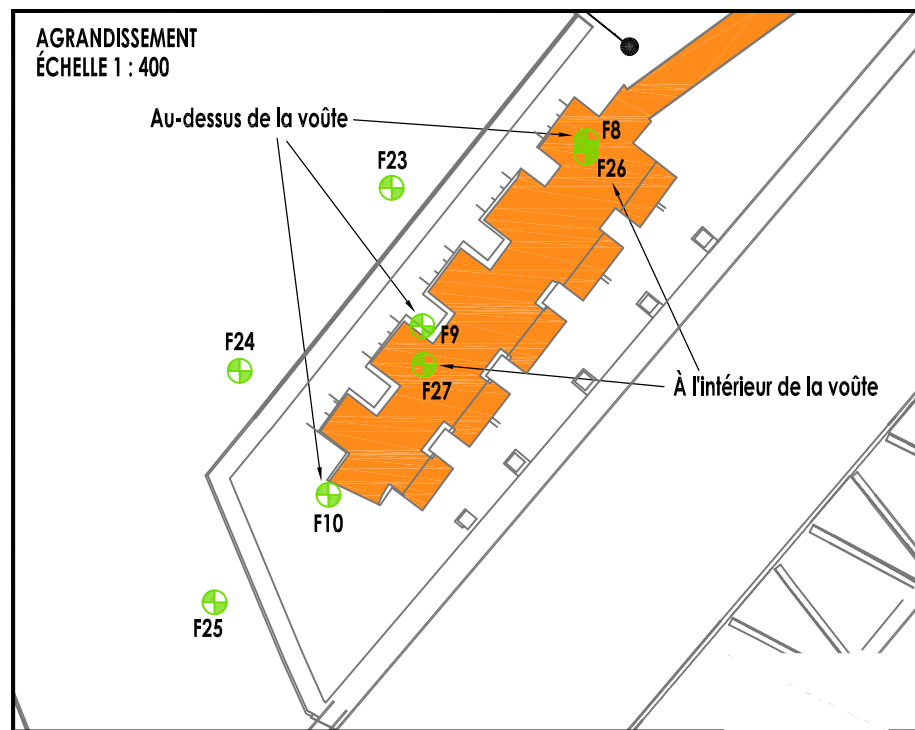 AGRANDISSEMENT
ÉCHELLE 1 : 400
Au-dessus de la voûte
F8
F26
F23
F9
F24
F27
À l'intérieur de la voûte
F10
F25